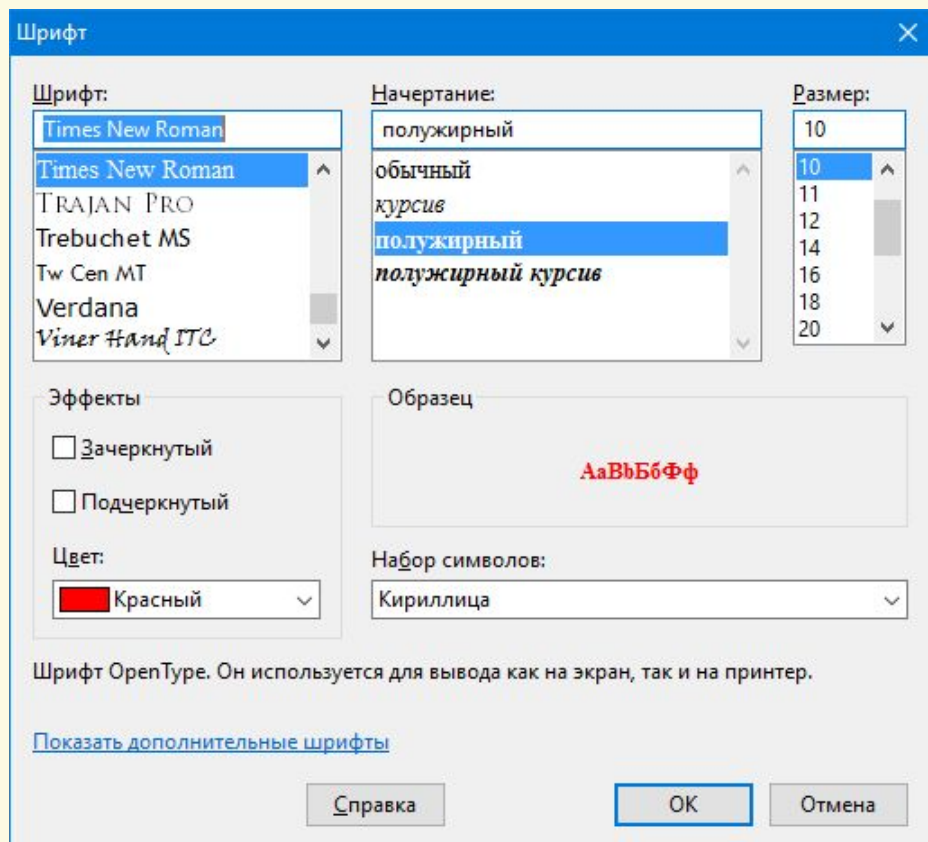 Шрифт
Шрифт:
Times New Roman
Times New Roman
TRAJAN PRO
Trebuchet MS
Tw Cen MT
Verdana
Viner Hand ITC
Начертание:
полужирный
обычный
курсив
полужирный
полужирный курсив
Размер:
10
10
11
12
14
16
18
20
Эффекты
Зачеркнутый
Подчеркнутый
Цвет:
Красный
Образец
АаBbБбФф
Набор символов:
Кириллица
Шрифт OpenType. Он используется для вывода как на экран, так и на принтер.
Показать дополнительные шрифты
Справка
ОК
Отмена